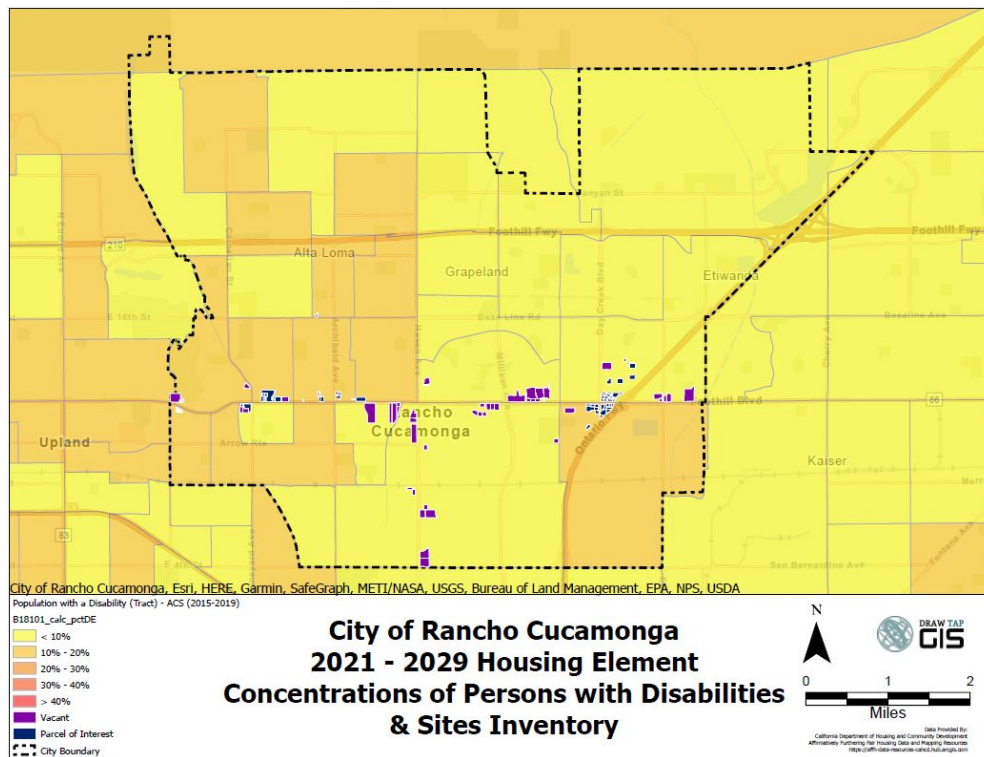 210
Alta Loma
Foothill Fwy
Foothill Fwy
Grapeland
Etiwanda
Day Creek Blvd
E 19th St
Base Line Rd
Baseline Ave
Archibald Ave
Haven Ave
Cherry Ave
Rancho
Cucamonga
Foothill Blvd
66
Upland
Arrow Rte
Ontario Fwy
Kaiser
83
E 4th St
San Bernardino Ave
Fontana Ave
City of Rancho Cucamonga, Esri, HERE, Garmin, SafeGraph, METI/NASA, USGS, Bureau of Land Management, EPA, NPS, USDA
Population with a Disability (Tract) - ACS (2015-2019)
B18101_calc_pctDE
< 10%
10% - 20%
20% - 30%
30% - 40%
> 40%
Vacant
Parcel of Interest
City Boundary
City of Rancho Cucamonga
2021 - 2029 Housing Element
Concentrations of Persons with Disabilities
& Sites Inventory
N
DRAW TAP
GIS
0 1 2
Miles
Data Provided By:
California Department of Housing and Community Development
Affirmatively Furthering Fair Housing Data and Mapping Resources